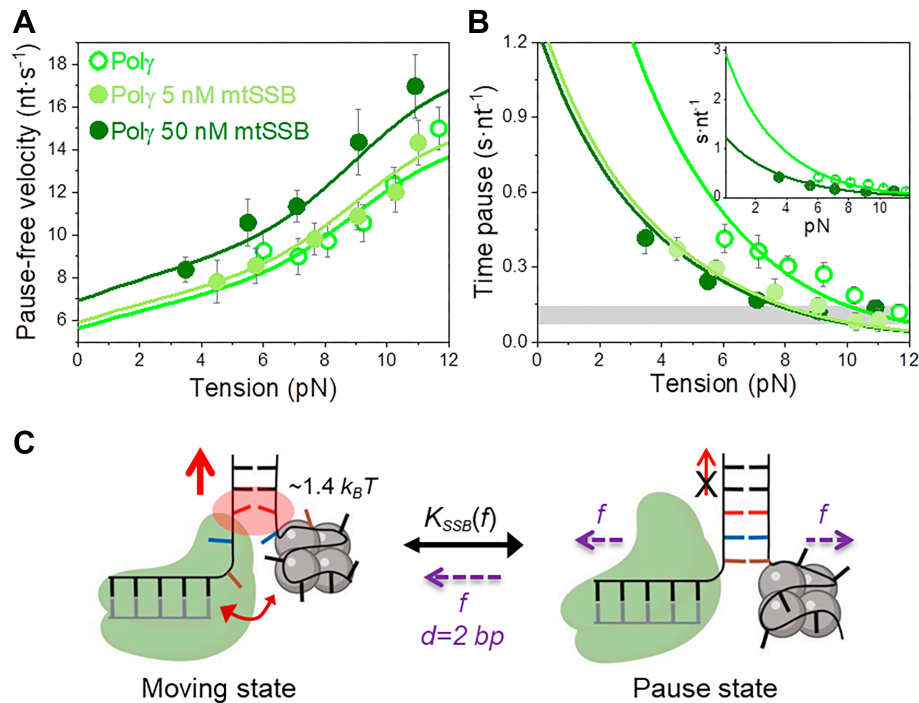 A
Pause-free velocity (nt·s⁻¹)
18
16
14
12
10
8
6
Polγ
Polγ 5 nM mtSSB
Polγ 50 nM mtSSB
0 2 4 6 8 10 12
Tension (pN)
B
Time pause (s·nt⁻¹)
1.2
0.9
0.6
0.3
0.0
s·nt⁻¹
3
2
1
0
2 4 6 8 10 12
pN
0 2 4 6 8 10 12
Tension (pN)
C
~1.4 kBT
KSSB(f)
f
d=2 bp
X
f
f
Moving state
Pause state